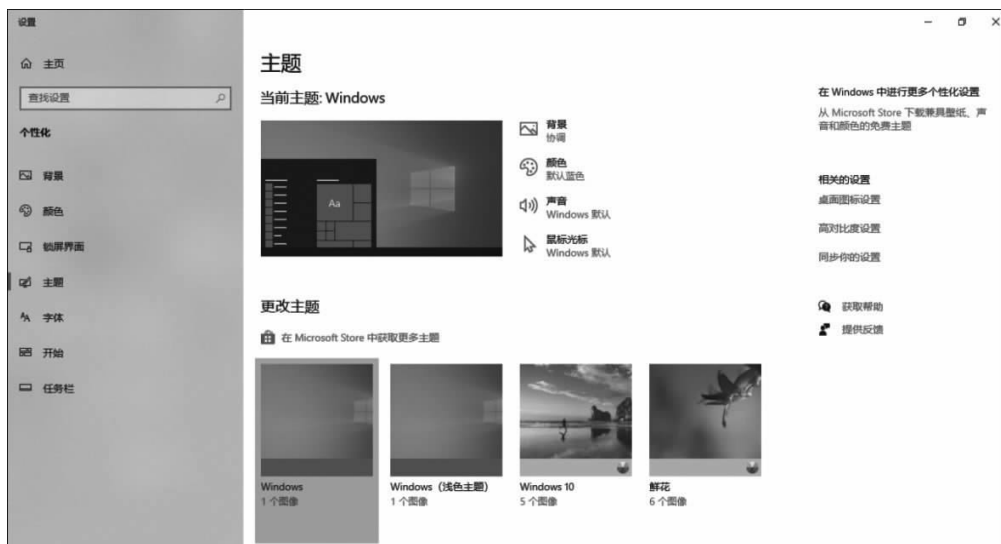 设置
主页
查找设置
个性化
背景
颜色
锁屏界面
主题
字体
开始
任务栏
主题
当前主题: Windows
Aa
背景
协调
颜色
默认蓝色
声音
Windows 默认
鼠标光标
Windows 默认
更改主题
在 Microsoft Store 中获取更多主题
Windows
1 个图像
Windows（浅色主题）
1 个图像
Windows 10
5 个图像
鲜花
6 个图像
在 Windows 中进行更多个性化设置
从 Microsoft Store 下载兼具壁纸、声
音和颜色的免费主题
相关的设置
桌面图标设置
高对比度设置
同步你的设置
获取帮助
提供反馈